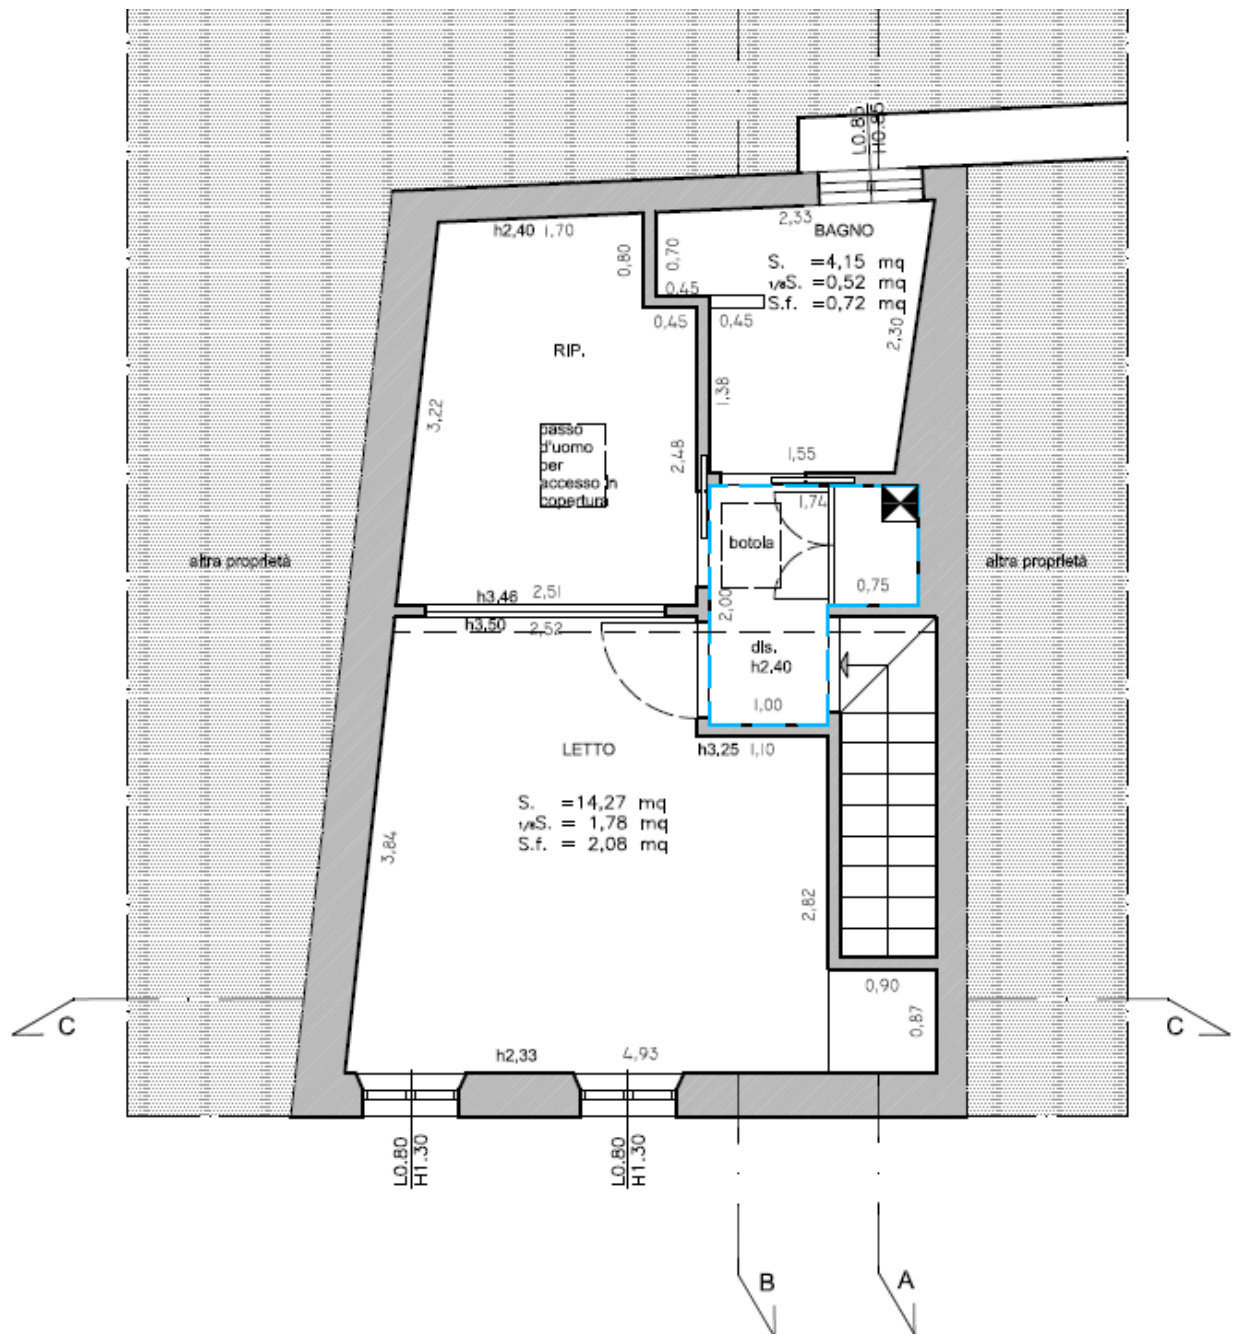 L0.85
H0.85
h2,40 1,70
2,33
BAGNO
0,80
0,70
S. =4,15 mq
1/8S. =0,52 mq
S.f. =0,72 mq
0,45
0,45
0,45
2,30
RIP.
1,38
3,22
passo
d'uomo
per
accesso in
copertura
2,48
1,55
1,74
botola
altra proprietà
altra proprietà
0,75
h3,46 2,51
2,00
h3,50 2,52
dis.
h2,40
1,00
LETTO
h3,25 1,10
S. =14,27 mq
1/8S. = 1,78 mq
S.f. = 2,08 mq
3,84
2,82
0,90
0,87
C
C
h2,33
4,93
L0.80
H1.30
L0.80
H1.30
B
A